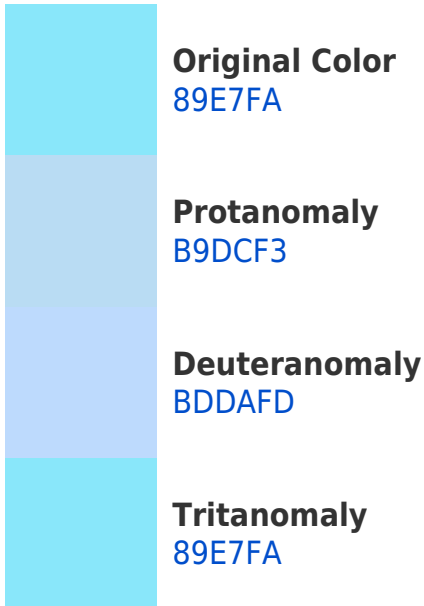 Original Color
89E7FA
Protanomaly
B9DCF3
Deuteranomaly
BDDAFD
Tritanomaly
89E7FA